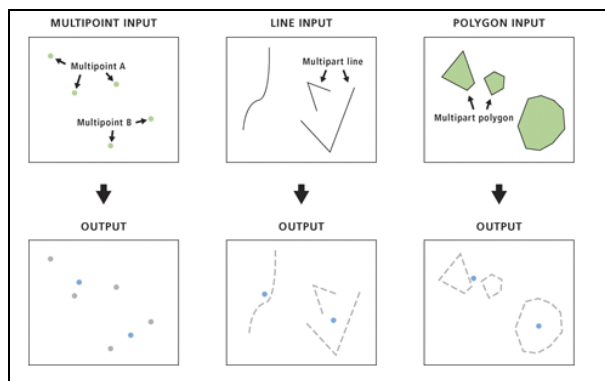 MULTIPOINT INPUT
LINE INPUT
POLYGON INPUT
Multipoint A
Multipoint B
Multipart line
Multipart polygon
OUTPUT
OUTPUT
OUTPUT